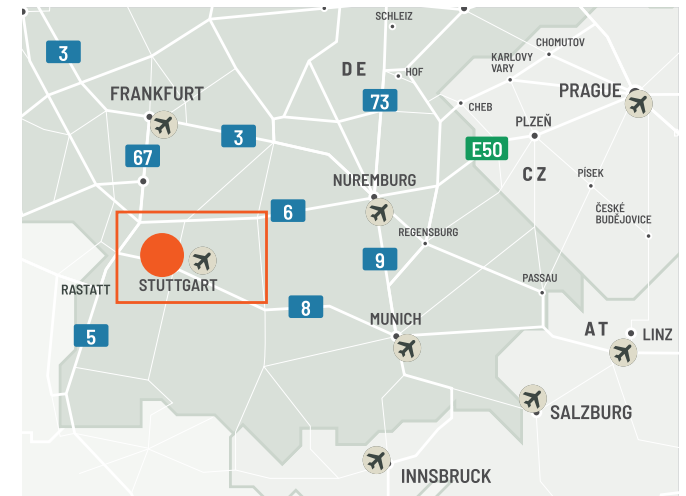 SCHLEIZ
3
CHOMUTOV
DE
HOF
KARLOVY
VARY
FRANKFURT
PRAGUE
73
CHEB
3
PLZEŇ
67
E50
CZ
NUREMBURG
PÍSEK
6
ČESKÉ
BUDĚJOVICE
REGENSBURG
9
PASSAU
RASTATT
STUTTGART
8
MUNICH
5
AT
LINZ
SALZBURG
INNSBRUCK